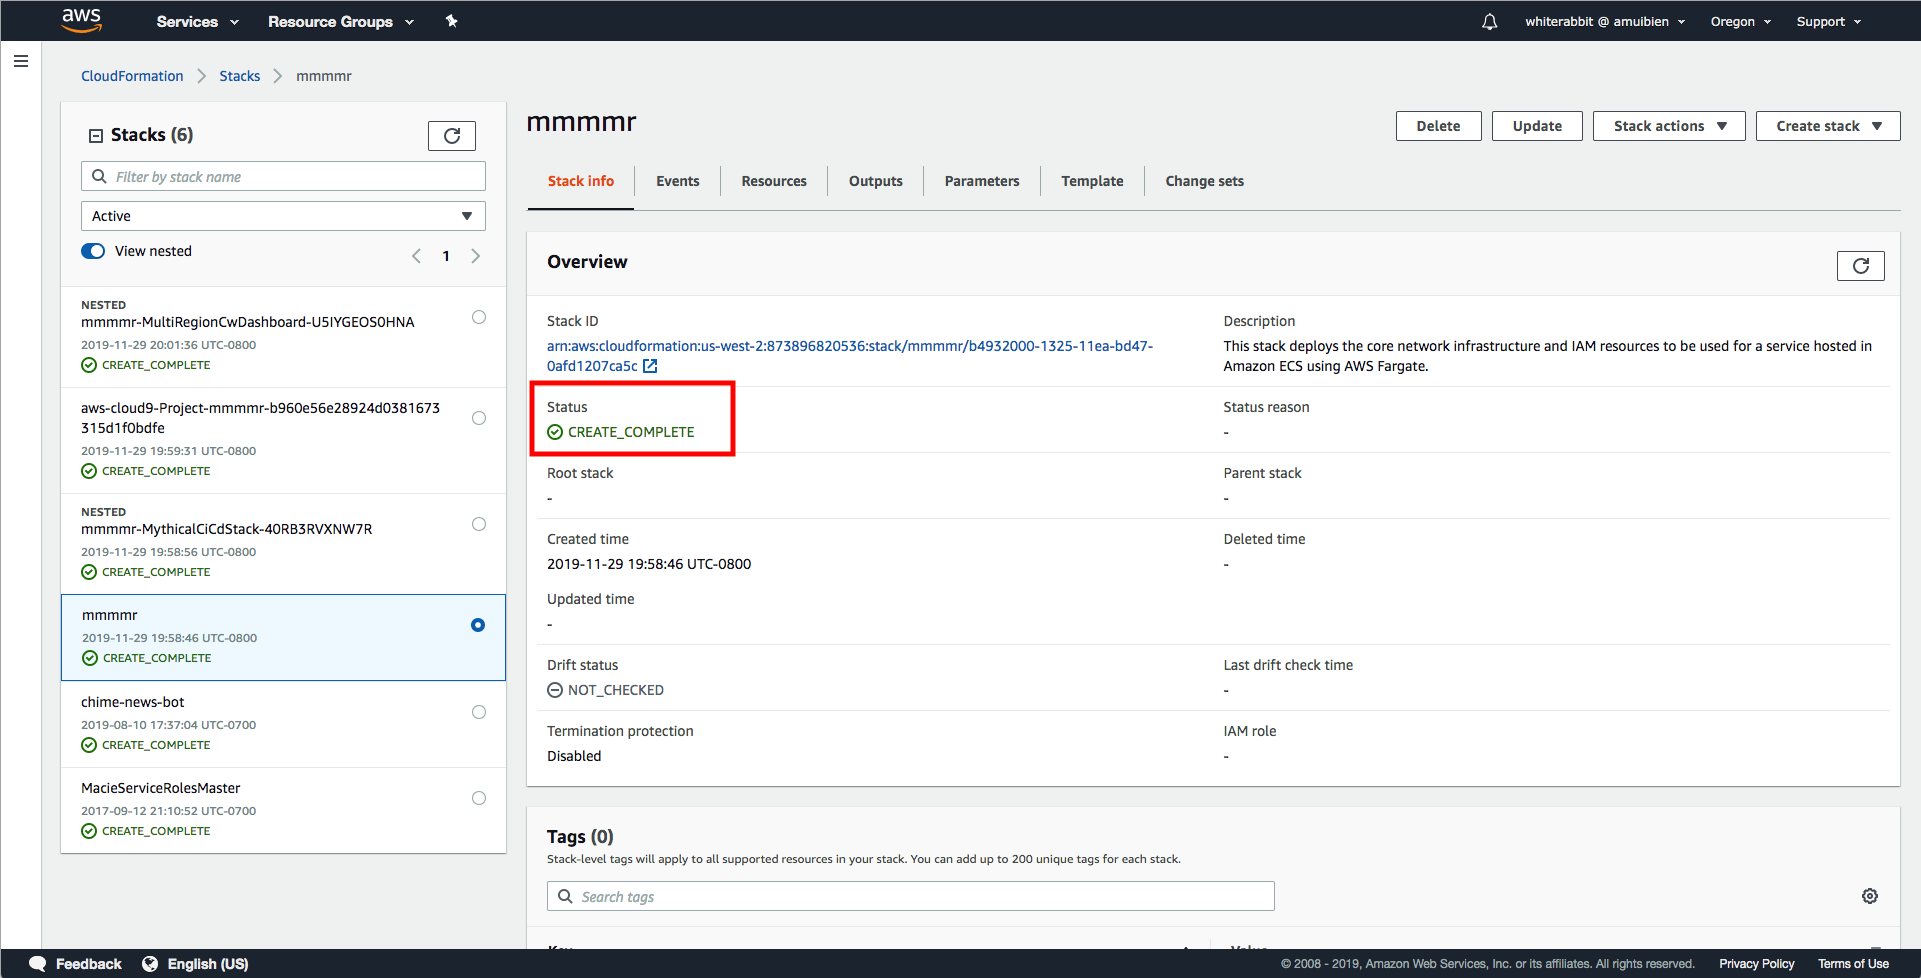 aws
Services
Resource Groups
whiterabbit @ amuibien
Oregon
Support
CloudFormation
Stacks
mmmmr
Stacks (6)
Filter by stack name
Active
View nested
1
NESTED
mmmmr-MultiRegionCwDashboard-U5IYGEOS0HNA
2019-11-29 20:01:36 UTC-0800
CREATE_COMPLETE
aws-cloud9-Project-mmmmr-b960e56e28924d0381673
315d1f0bdfe
2019-11-29 19:59:31 UTC-0800
CREATE_COMPLETE
NESTED
mmmmr-MythicalCiCdStack-40RB3RVXNW7R
2019-11-29 19:58:56 UTC-0800
CREATE_COMPLETE
mmmmr
2019-11-29 19:58:46 UTC-0800
CREATE_COMPLETE
chime-news-bot
2019-08-10 17:37:04 UTC-0700
CREATE_COMPLETE
MacieServiceRolesMaster
2017-09-12 21:10:52 UTC-0700
CREATE_COMPLETE
mmmmr
Delete
Update
Stack actions
Create stack
Stack info
Events
Resources
Outputs
Parameters
Template
Change sets
Overview
Stack ID
arn:aws:cloudformation:us-west-2:873896820536:stack/mmmmr/b4932000-1325-11ea-bd47-
0afd1207ca5c
Description
This stack deploys the core network infrastructure and IAM resources to be used for a service hosted in
Amazon ECS using AWS Fargate.
Status
CREATE_COMPLETE
Status reason
-
Root stack
-
Parent stack
-
Created time
2019-11-29 19:58:46 UTC-0800
Deleted time
-
Updated time
-
Drift status
NOT_CHECKED
Last drift check time
-
Termination protection
Disabled
IAM role
-
Tags (0)
Stack-level tags will apply to all supported resources in your stack. You can add up to 200 unique tags for each stack.
Search tags
Key
Value
Feedback
English (US)
© 2008 - 2019, Amazon Web Services, Inc. or its affiliates. All rights reserved.
Privacy Policy
Terms of Use